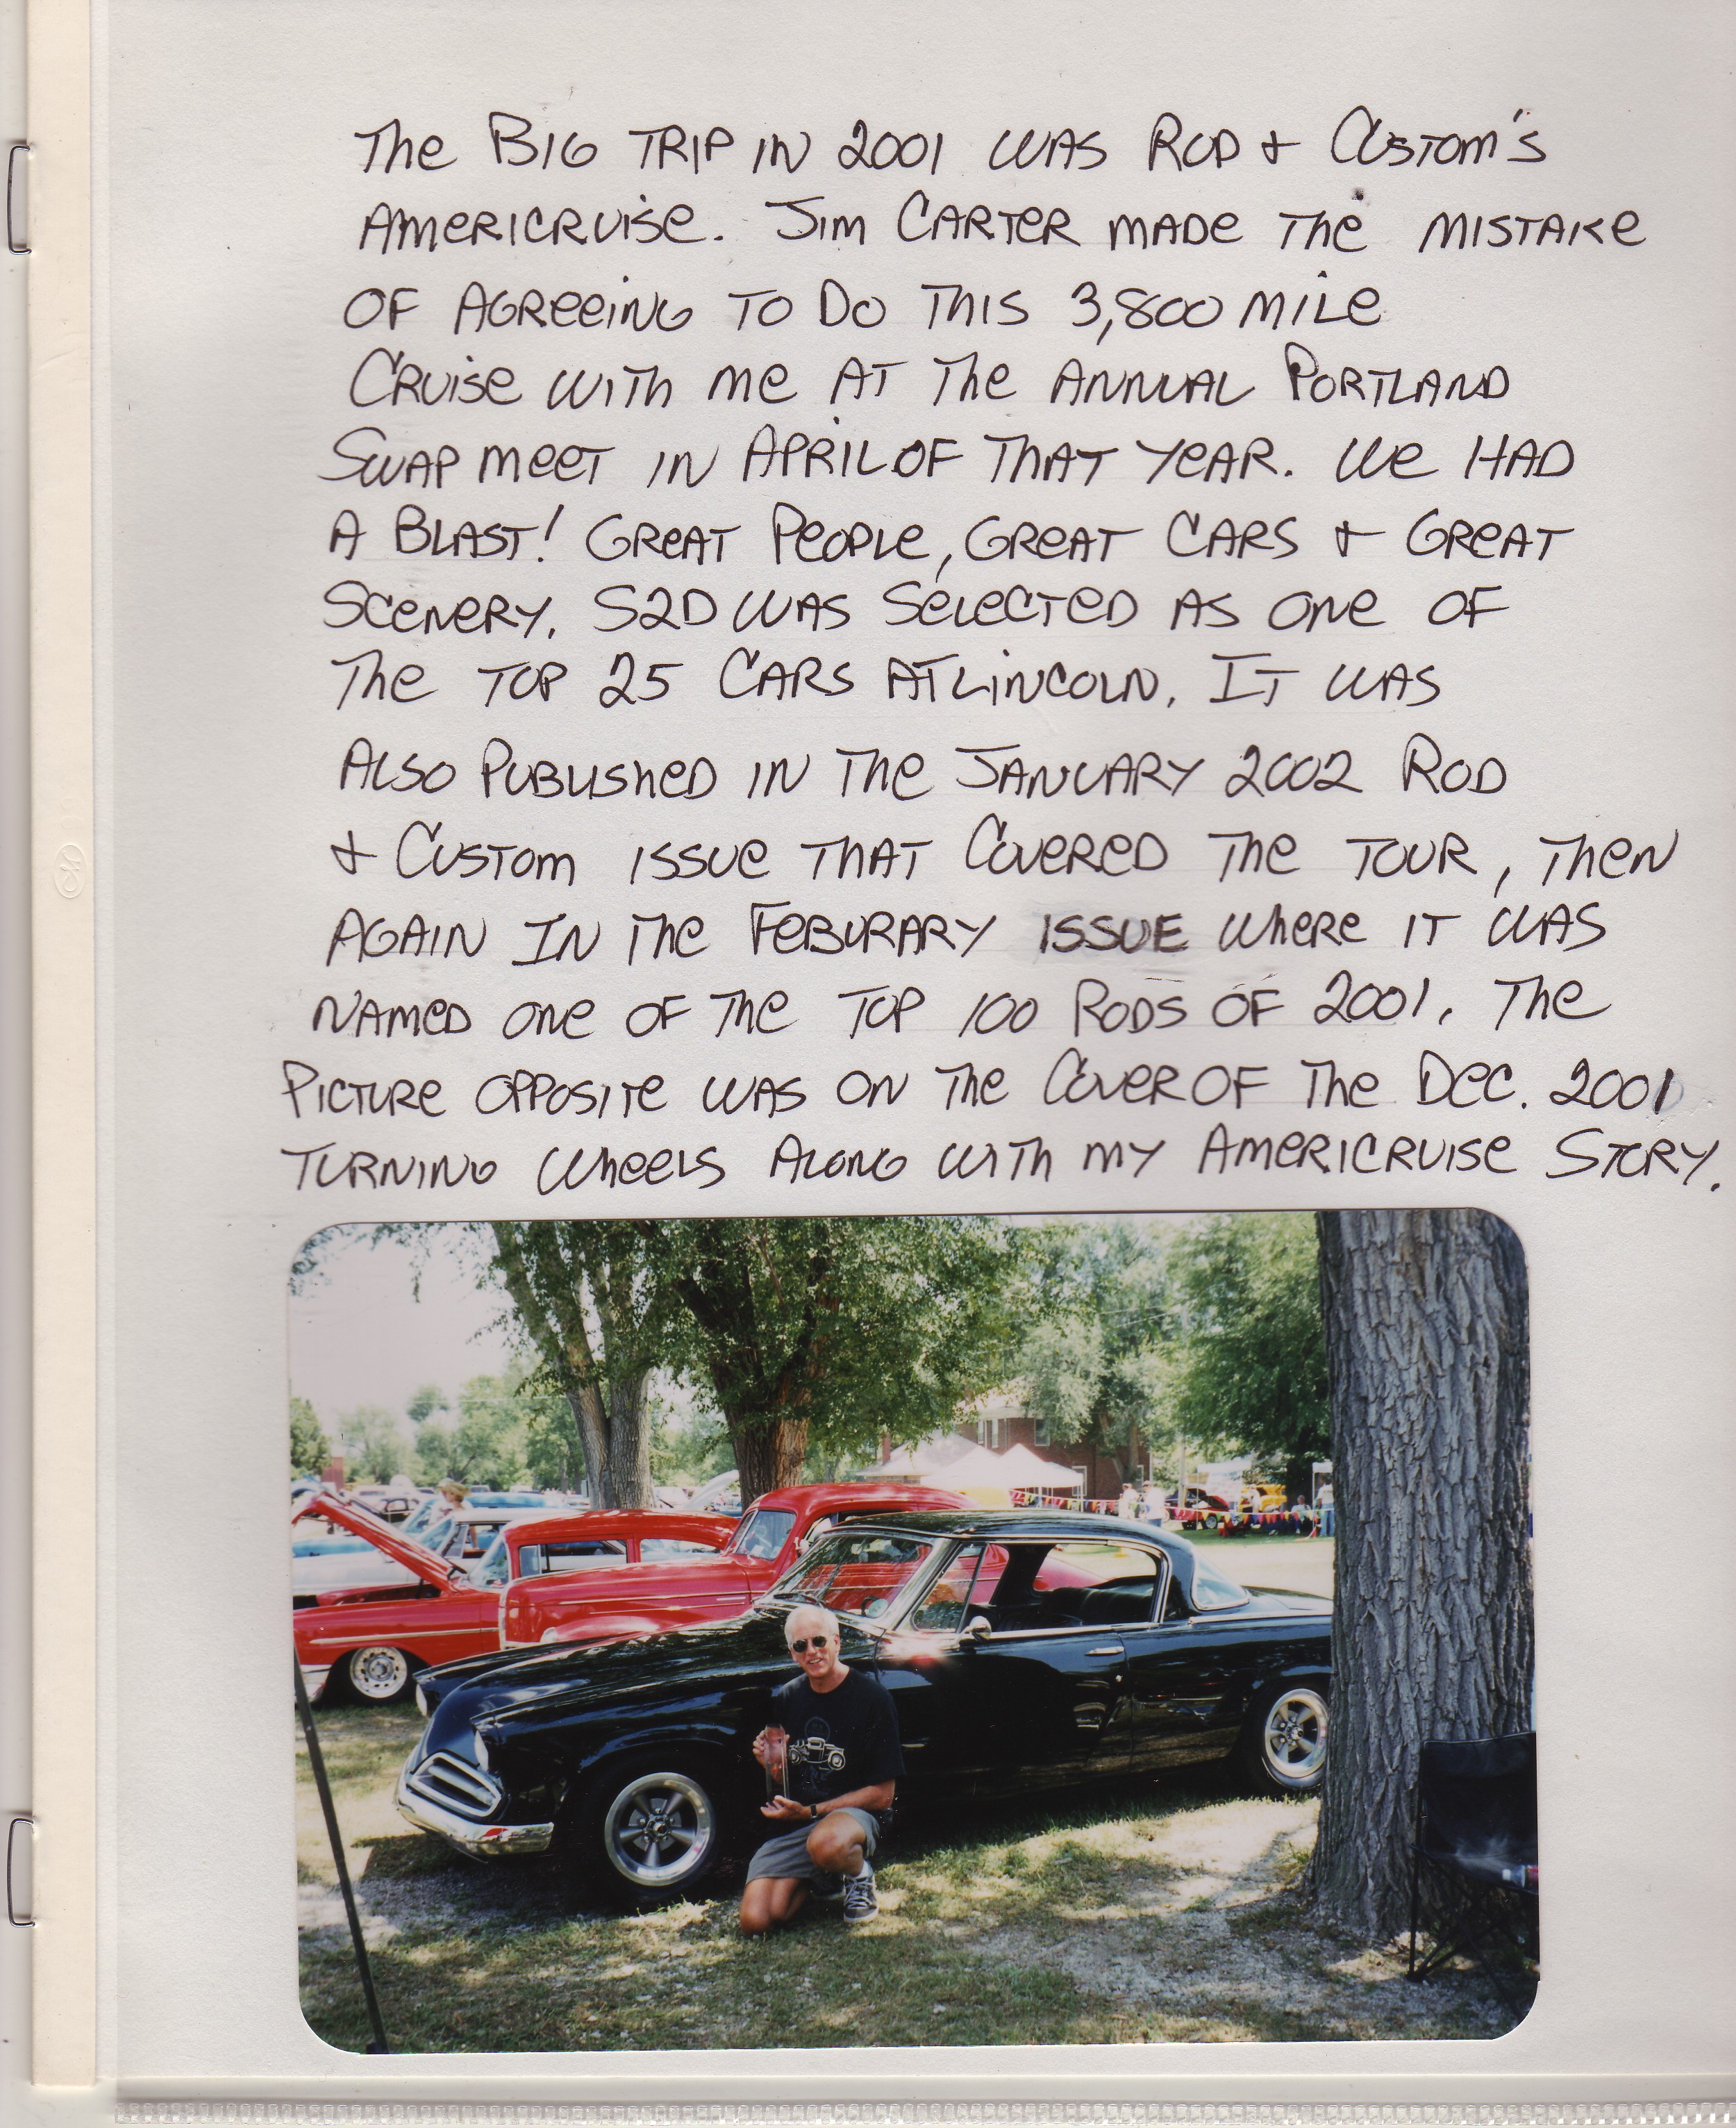 The Big Trip in 2001 was Rod & Custom's
Americruise. Jim Carter made the mistake
of agreeing to do this 3,800 mile
cruise with me at the annual Portland
Swap meet in April of that year. We had
a blast! Great people, great cars & great
scenery. S2D was selected as one of
the top 25 cars at Lincoln. It was
also published in the January 2002 Rod
& Custom issue that covered the tour, then
again in the Feburary issue where it was
named one of the top 100 Rods of 2001. The
picture opposite was on the cover of the Dec. 2001
Turning Wheels along with my Americruise story.